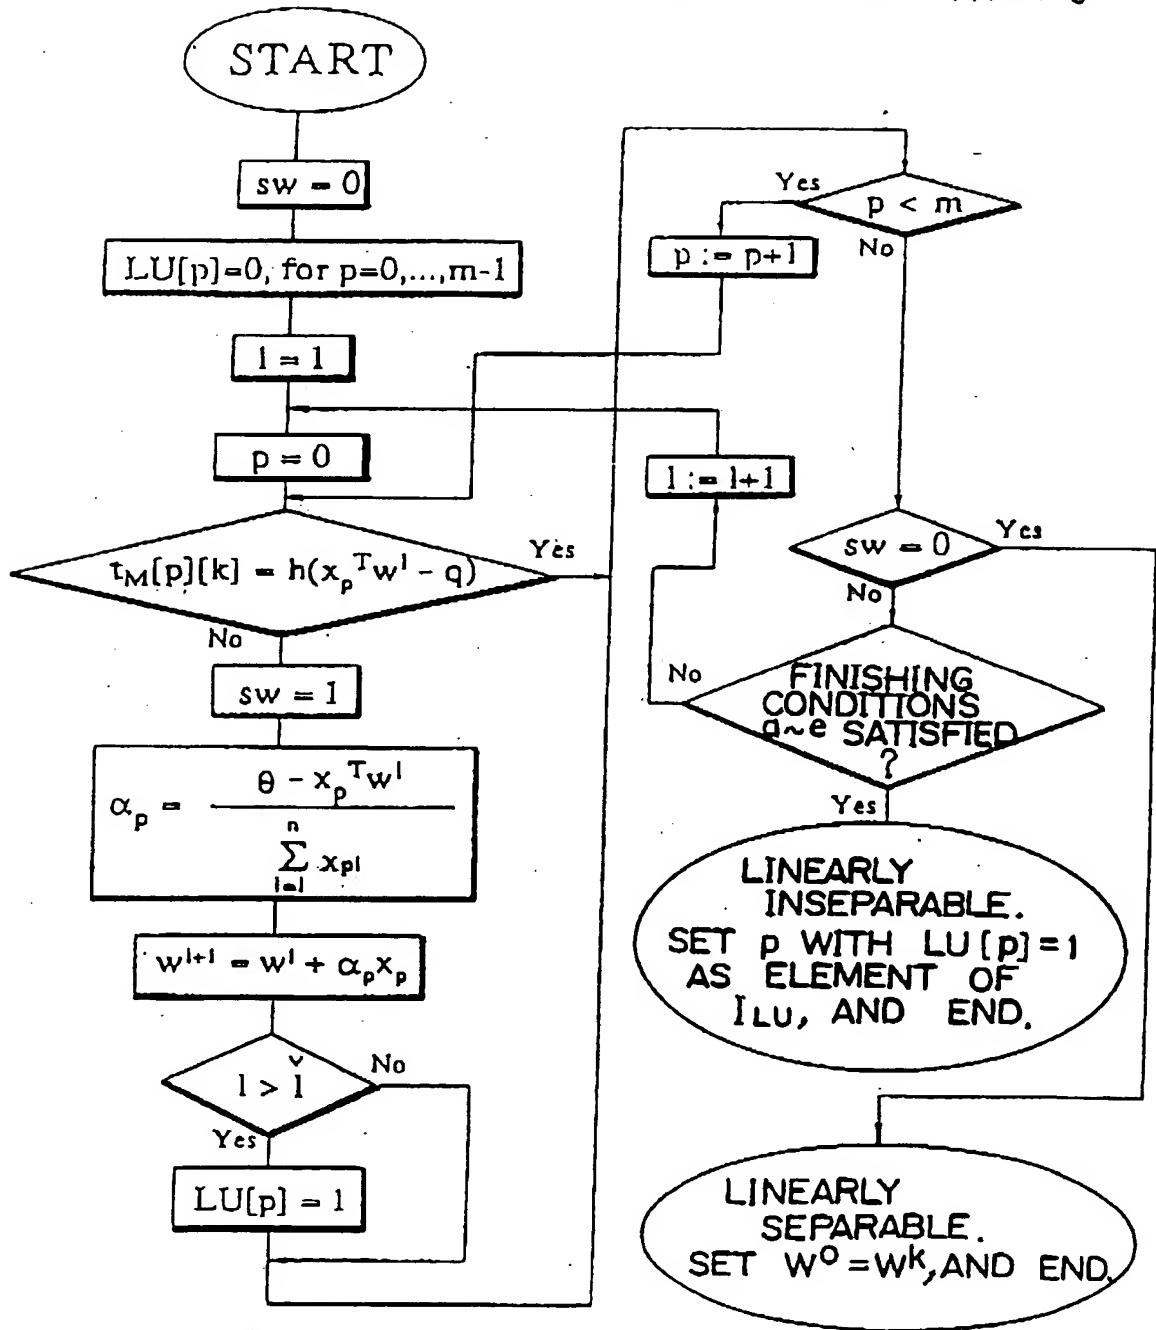 START
sw = 0
LU[p]=0, for p=0,...,m-1
l = 1
p = 0
t_M[p][k] = h(x_p^T w^l - q)
Yes
No
sw = 1
α_p = 
θ - x_p^T w^l
n
∑ x_pi
i=1
w^{l+1} = w^l + α_p x_p
l > ľ
No
Yes
LU[p] = 1
p < m
Yes
No
p := p+1
l := l+1
sw = 0
Yes
No
FINISHING
CONDITIONS
a~e SATISFIED
?
No
Yes
LINEARLY
INSEPARABLE.
SET p WITH LU[p]=1
AS ELEMENT OF
I_LU, AND END.
LINEARLY
SEPARABLE.
SET W^O=W^K, AND END.